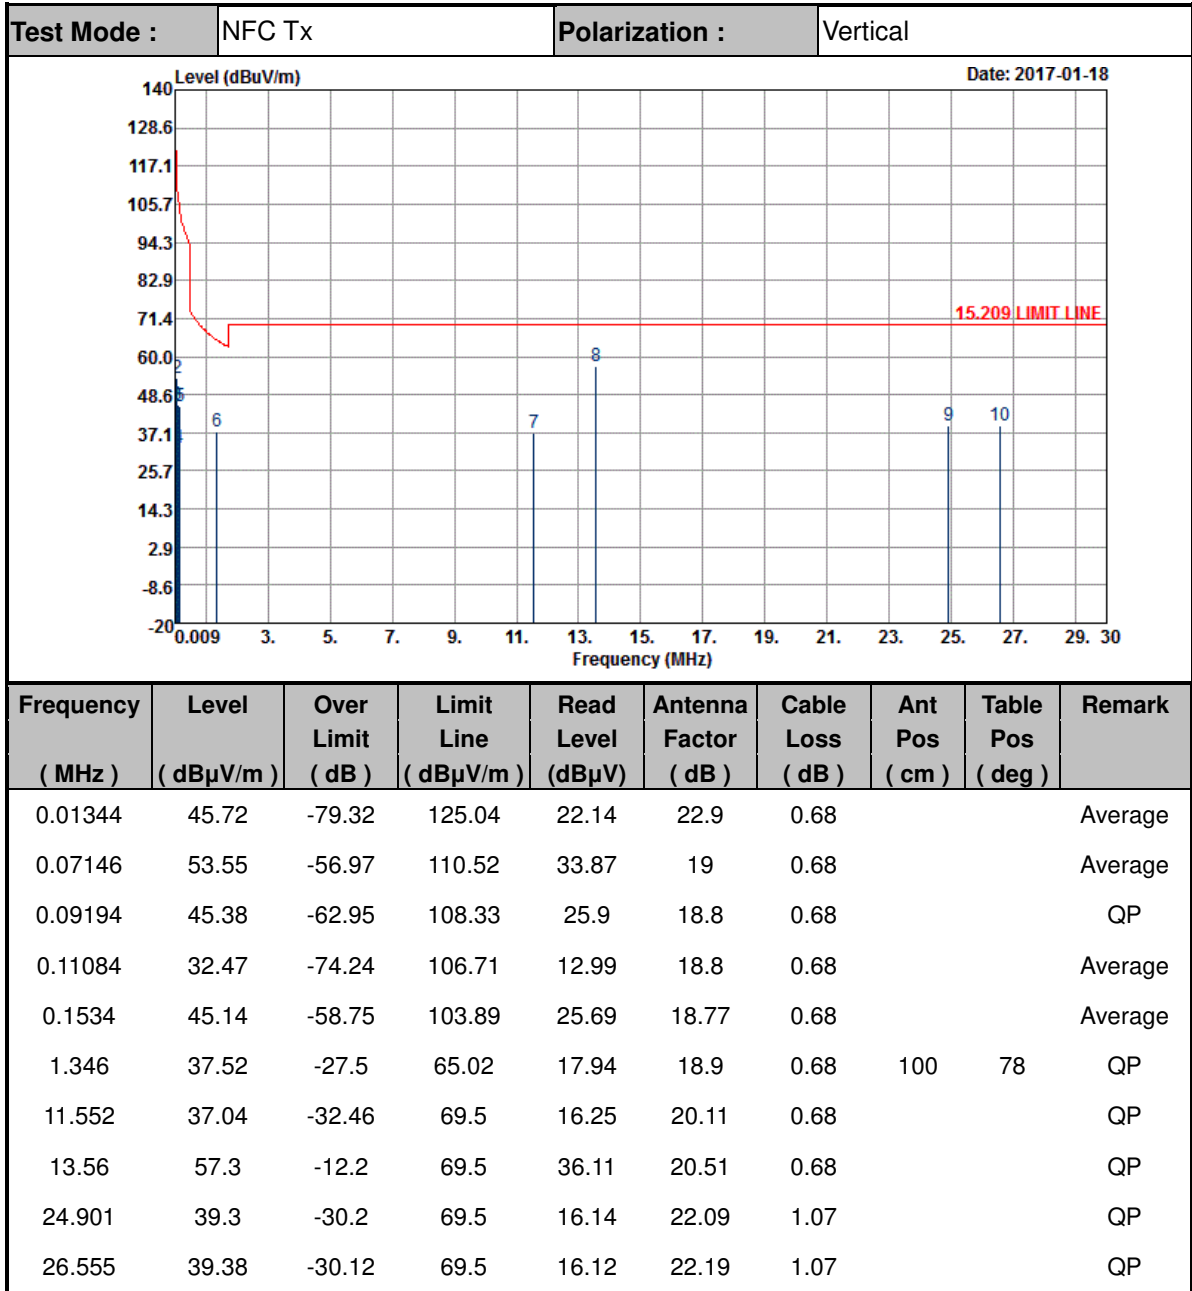 Test Mode : NFC Tx Polarization : Vertical
Level (dBuV/m) Date: 2017-01-18
140
128.6
117.1
105.7
94.3
82.9
71.4
15.209 LIMIT LINE
60.0
8
2
48.6
5
6
7
9
10
37.1
4
25.7
14.3
2.9
-8.6
-20
0.009 3. 5. 7. 9. 11. 13. 15. 17. 19. 21. 23. 25. 27. 29. 30
Frequency (MHz)
Frequency Level Over Limit Read Antenna Cable Ant Table Remark
Limit Line Level Factor Loss Pos Pos
( MHz ) ( dBµV/m ) ( dB ) ( dBµV/m ) (dBµV) ( dB ) ( dB ) ( cm ) ( deg )
0.01344 45.72 -79.32 125.04 22.14 22.9 0.68 Average
0.07146 53.55 -56.97 110.52 33.87 19 0.68 Average
0.09194 45.38 -62.95 108.33 25.9 18.8 0.68 QP
0.11084 32.47 -74.24 106.71 12.99 18.8 0.68 Average
0.1534 45.14 -58.75 103.89 25.69 18.77 0.68 Average
1.346 37.52 -27.5 65.02 17.94 18.9 0.68 100 78 QP
11.552 37.04 -32.46 69.5 16.25 20.11 0.68 QP
13.56 57.3 -12.2 69.5 36.11 20.51 0.68 QP
24.901 39.3 -30.2 69.5 16.14 22.09 1.07 QP
26.555 39.38 -30.12 69.5 16.12 22.19 1.07 QP